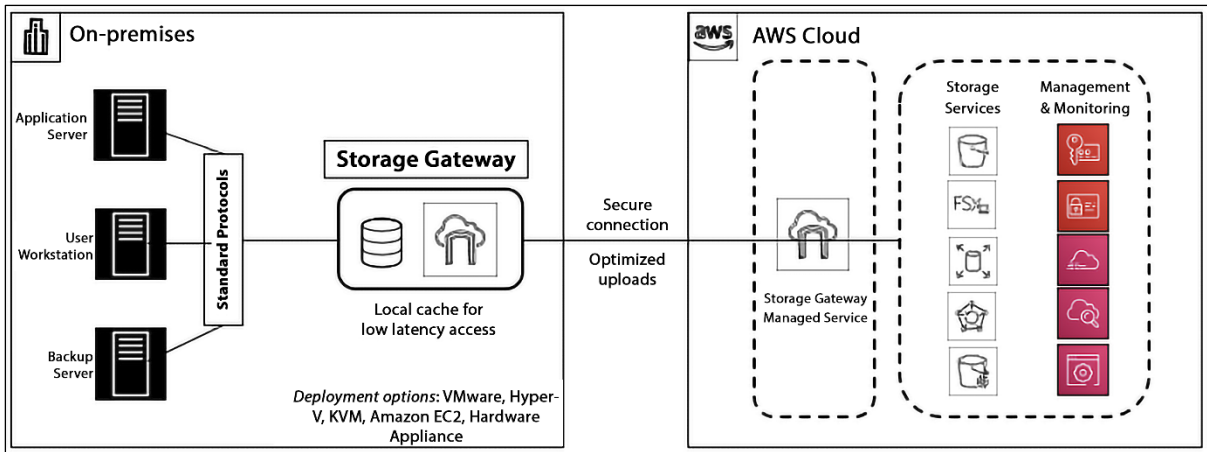 On-premises
Application
Server
User
Workstation
Backup
Server
Standard Protocols
Storage Gateway
Local cache for
low latency access
Deployment options: VMware, Hyper-
V, KVM, Amazon EC2, Hardware
Appliance
Secure
connection
Optimized
uploads
aws
AWS Cloud
Storage Gateway
Managed Service
Storage
Services
FSx
Management
& Monitoring